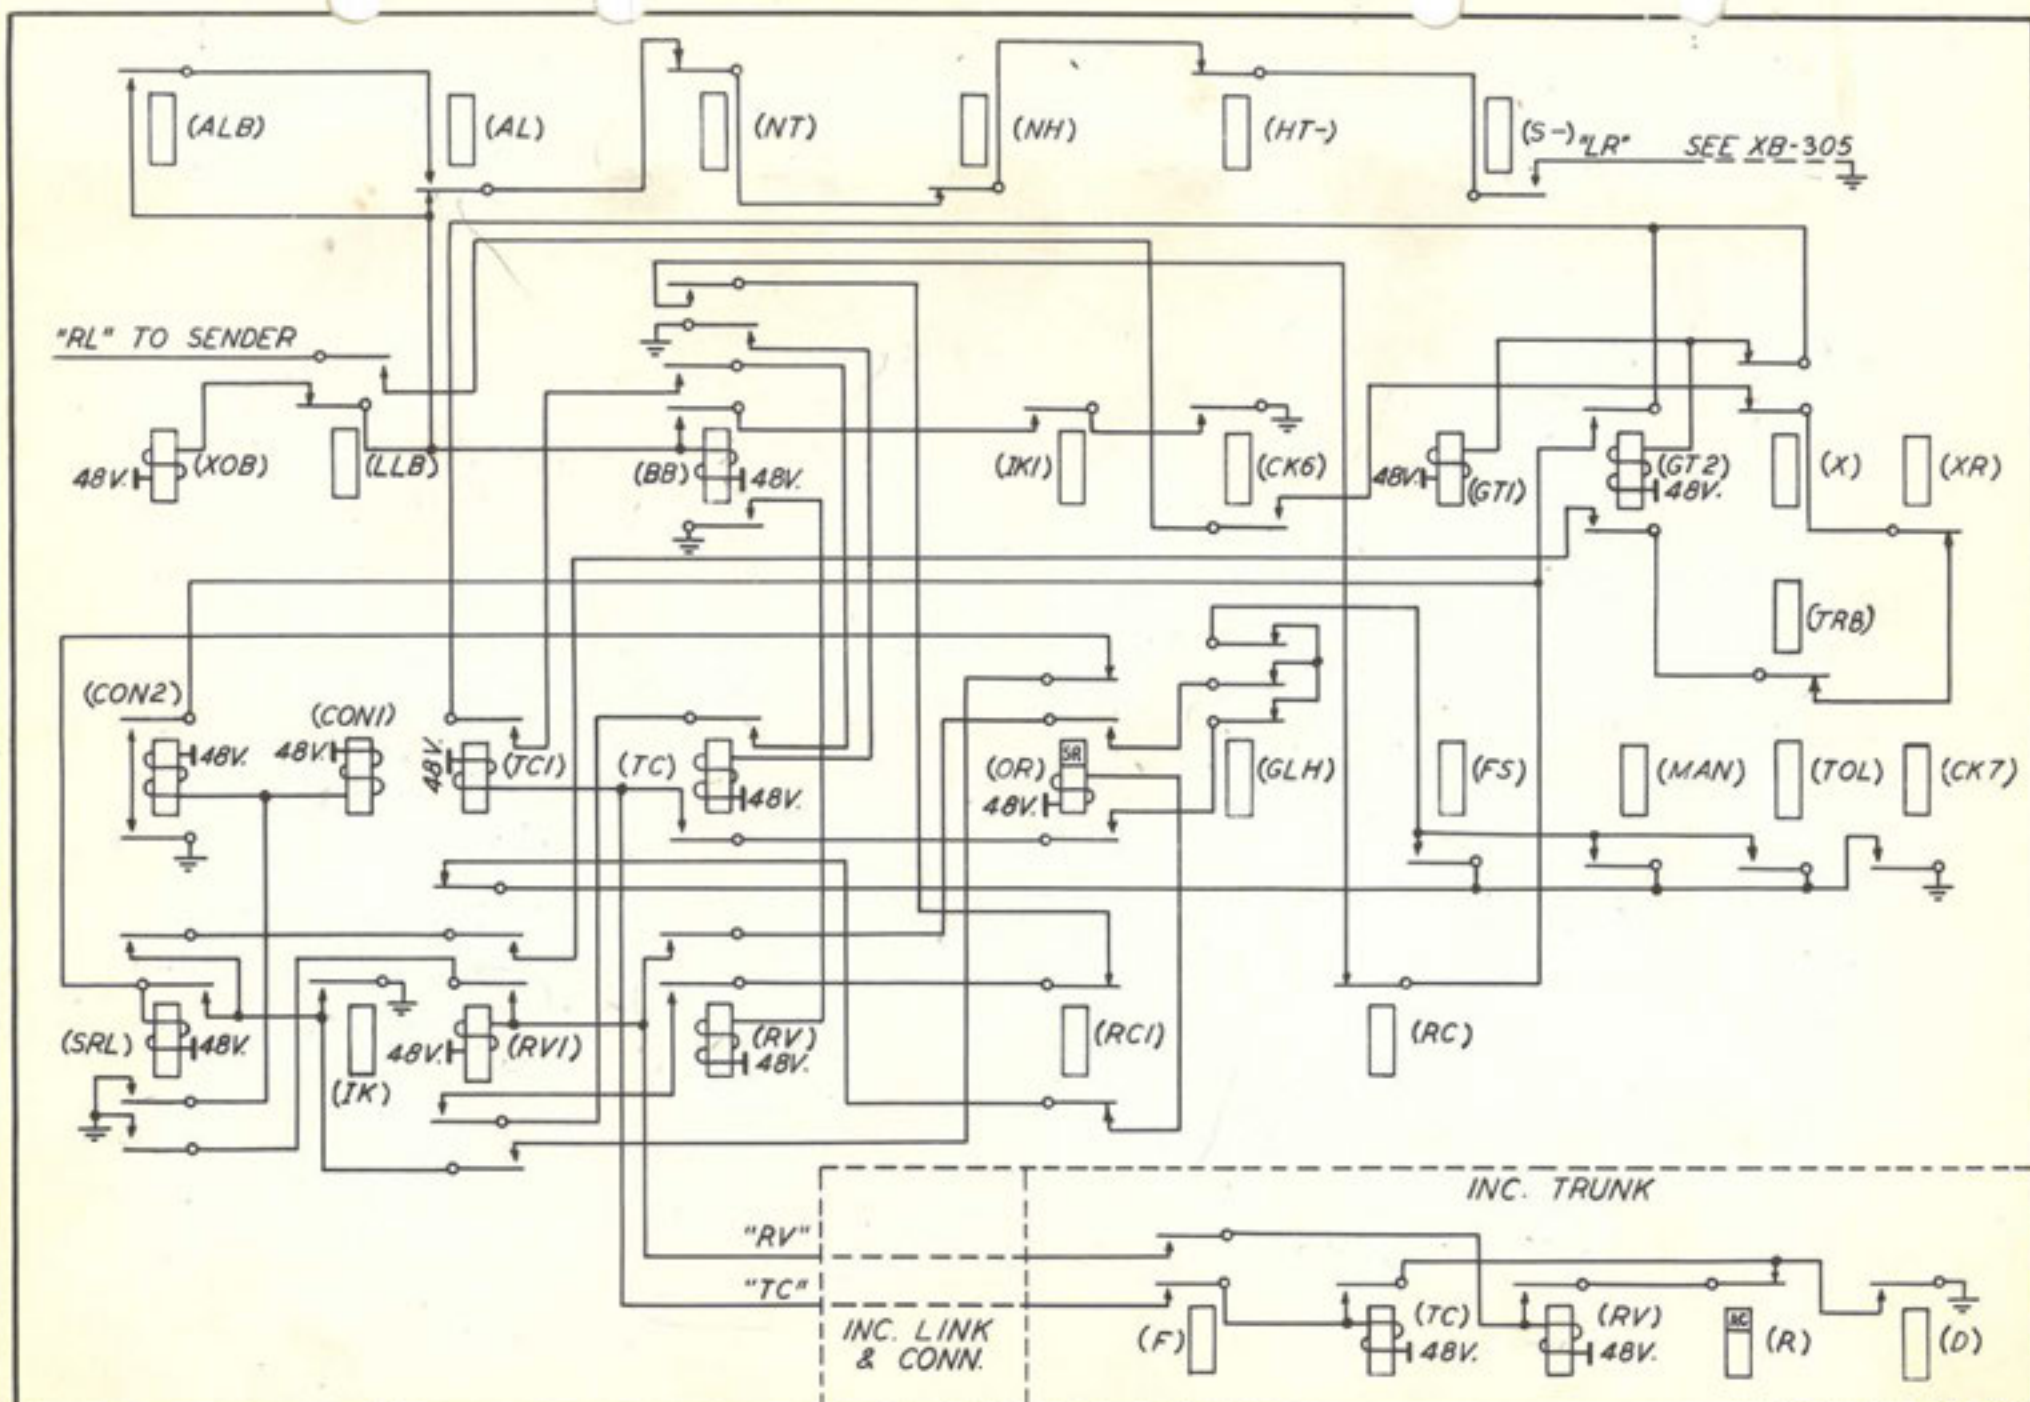 (ALB)
(AL)
(NT)
(NH)
(HT-)
(S-)
"LR"
SEE XB-305
"RL" TO SENDER
(XOB)
48V.
(LLB)
(BB)
48V.
(IK1)
(CK6)
48V.
(GT1)
(GT2)
48V.
(X)
(XR)
(TRB)
(CON2)
48V.
(CON1)
48V.
48V.
(TC1)
(TC)
48V.
(OR)
SR
48V.
(GLH)
(FS)
(MAN)
(TOL)
(CK7)
(SRL)
48V.
(IK)
48V.
(RV1)
(RV)
48V.
(RC1)
(RC)
INC. TRUNK
"RV"
"TC"
INC. LINK
& CONN.
(F)
(TC)
48V.
(RV)
48V.
AC
(R)
(D)